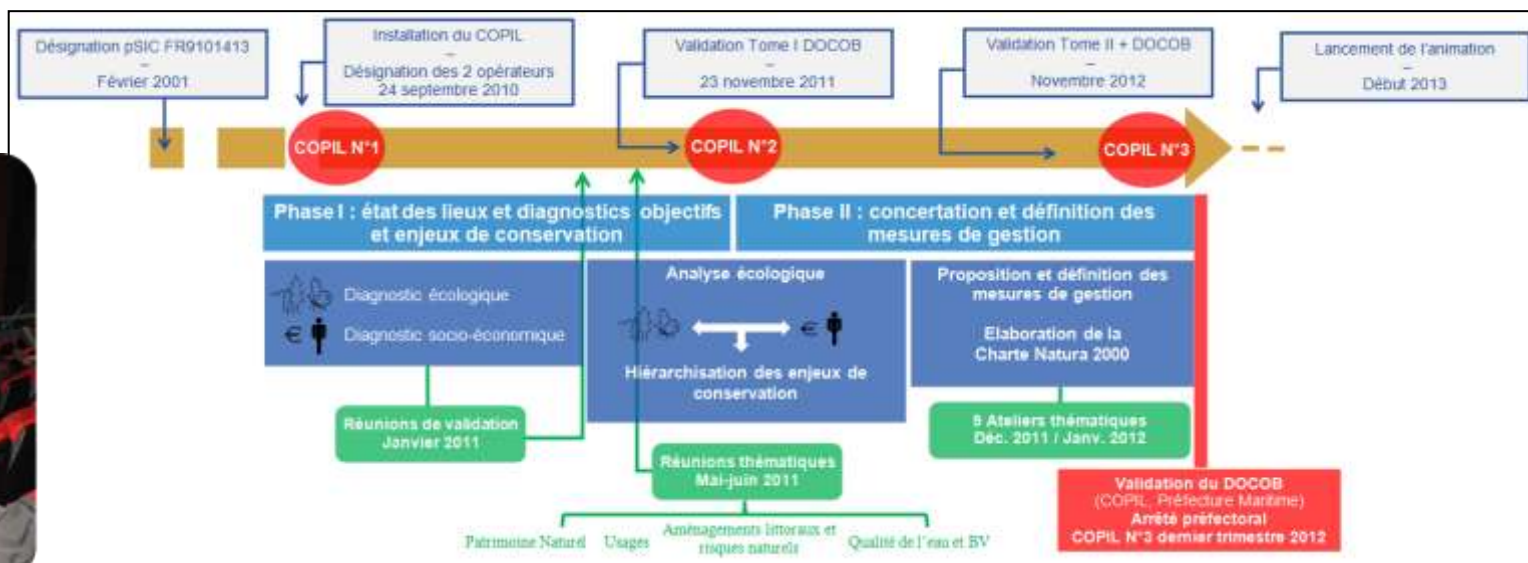 Désignation pSIC FR9101413
–
Février 2001
Installation du COPIL
–
Désignation des 2 opérateurs
24 septembre 2010
Validation Tome I DOCOB
–
23 novembre 2011
Validation Tome II + DOCOB
–
Novembre 2012
Lancement de l'animation
–
Début 2013
COPIL N°1
COPIL N°2
COPIL N°3
Phase I : état des lieux et diagnostics objectifs
et enjeux de conservation
Phase II : concertation et définition des
mesures de gestion
Diagnostic écologique
€ Diagnostic socio-économique
Analyse écologique
€
Hiérarchisation des enjeux de
conservation
Proposition et définition des
mesures de gestion
Elaboration de la
Charte Natura 2000
Réunions de validation
Janvier 2011
Réunions thématiques
Mai-juin 2011
Ateliers thématiques
Déc. 2011 / Janv. 2012
Patrimoine Naturel
Usages
Aménagements littoraux et
risques naturels
Qualité de l'eau et BV
Validation du DOCOB
(COPIL, Préfecture Maritime)
Arrêté préfectoral
COPIL N°3 dernier trimestre 2012